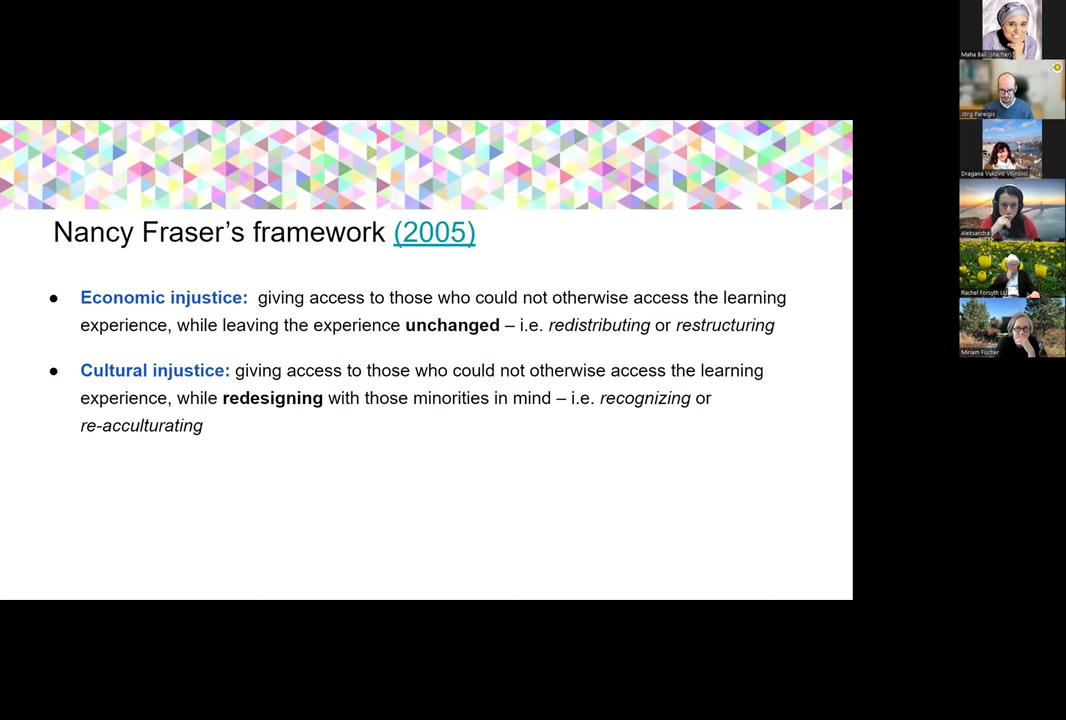 Nancy Fraser’s framework (2005)
● Economic injustice: giving access to those who could not otherwise access the learning
experience, while leaving the experience unchanged – i.e. redistributing or restructuring
● Cultural injustice: giving access to those who could not otherwise access the learning
experience, while redesigning with those minorities in mind – i.e. recognizing or
re-acculturating
Maha Bali (she/her)
Jörg Pareigis
Dragana Vuković Vojnović
Aleksandra
Rachel Forsyth LU
Miriam Fischer